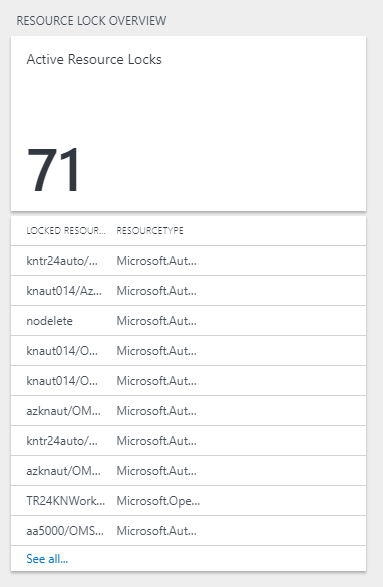 RESOURCE LOCK OVERVIEW
Active Resource Locks
71
LOCKED RESOUR... RESOURCETYPE
kntr24auto/... Microsoft.Aut...
knaut014/Az... Microsoft.Aut...
nodelete Microsoft.Aut...
knaut014/O... Microsoft.Aut...
knaut014/O... Microsoft.Aut...
azknaut/OM... Microsoft.Aut...
kntr24auto/... Microsoft.Aut...
azknaut/OM... Microsoft.Aut...
TR24KNWork... Microsoft.Ope...
aa5000/OMS... Microsoft.Aut...
See all...